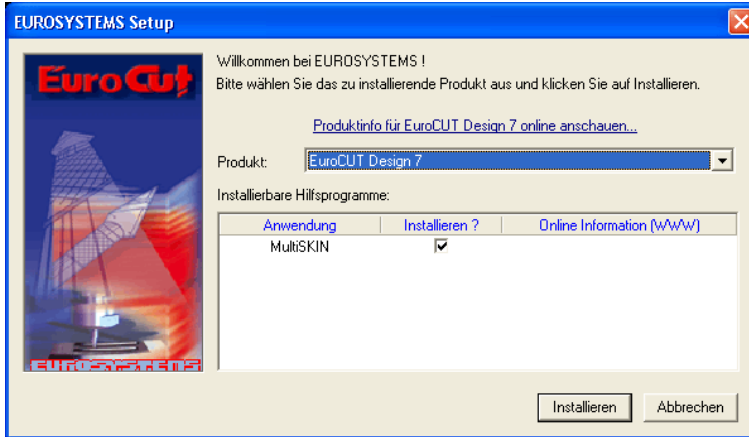 EUROSYSTEMS Setup
EuroCut
Willkommen bei EUROSYSTEMS !
Bitte wählen Sie das zu installierende Produkt aus und klicken Sie auf Installieren.
Produktinfo für EuroCUT Design 7 online anschauen...
Produkt: EuroCUT Design 7
Installierbare Hilfsprogramme:
Anwendung Installieren ? Online Information (WWW)
MultiSKIN
EUROSYSTEMS
Installieren Abbrechen